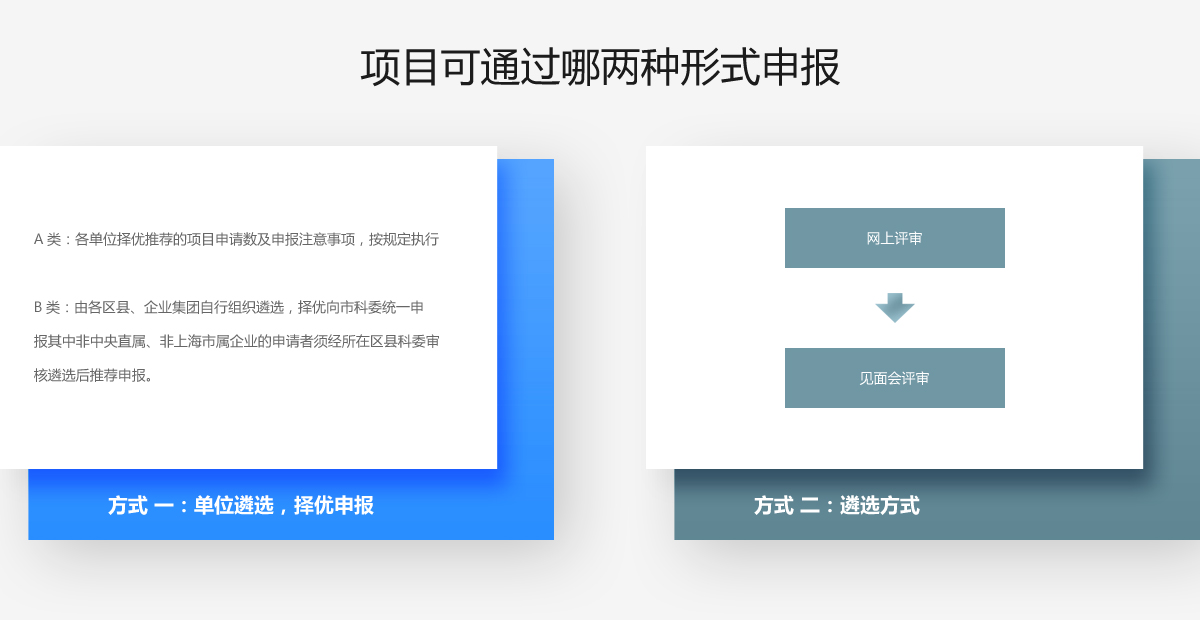 项目可通过哪两种形式申报
A 类：各单位择优推荐的项目申请数及申报注意事项，按规定执行
B 类：由各区县、企业集团自行组织遴选，择优向市科委统一申
报其中非中央直属、非上海市属企业的申请者须经所在区县科委审
核遴选后推荐申报。
方式 一：单位遴选，择优申报
网上评审
见面会评审
方式 二：遴选方式